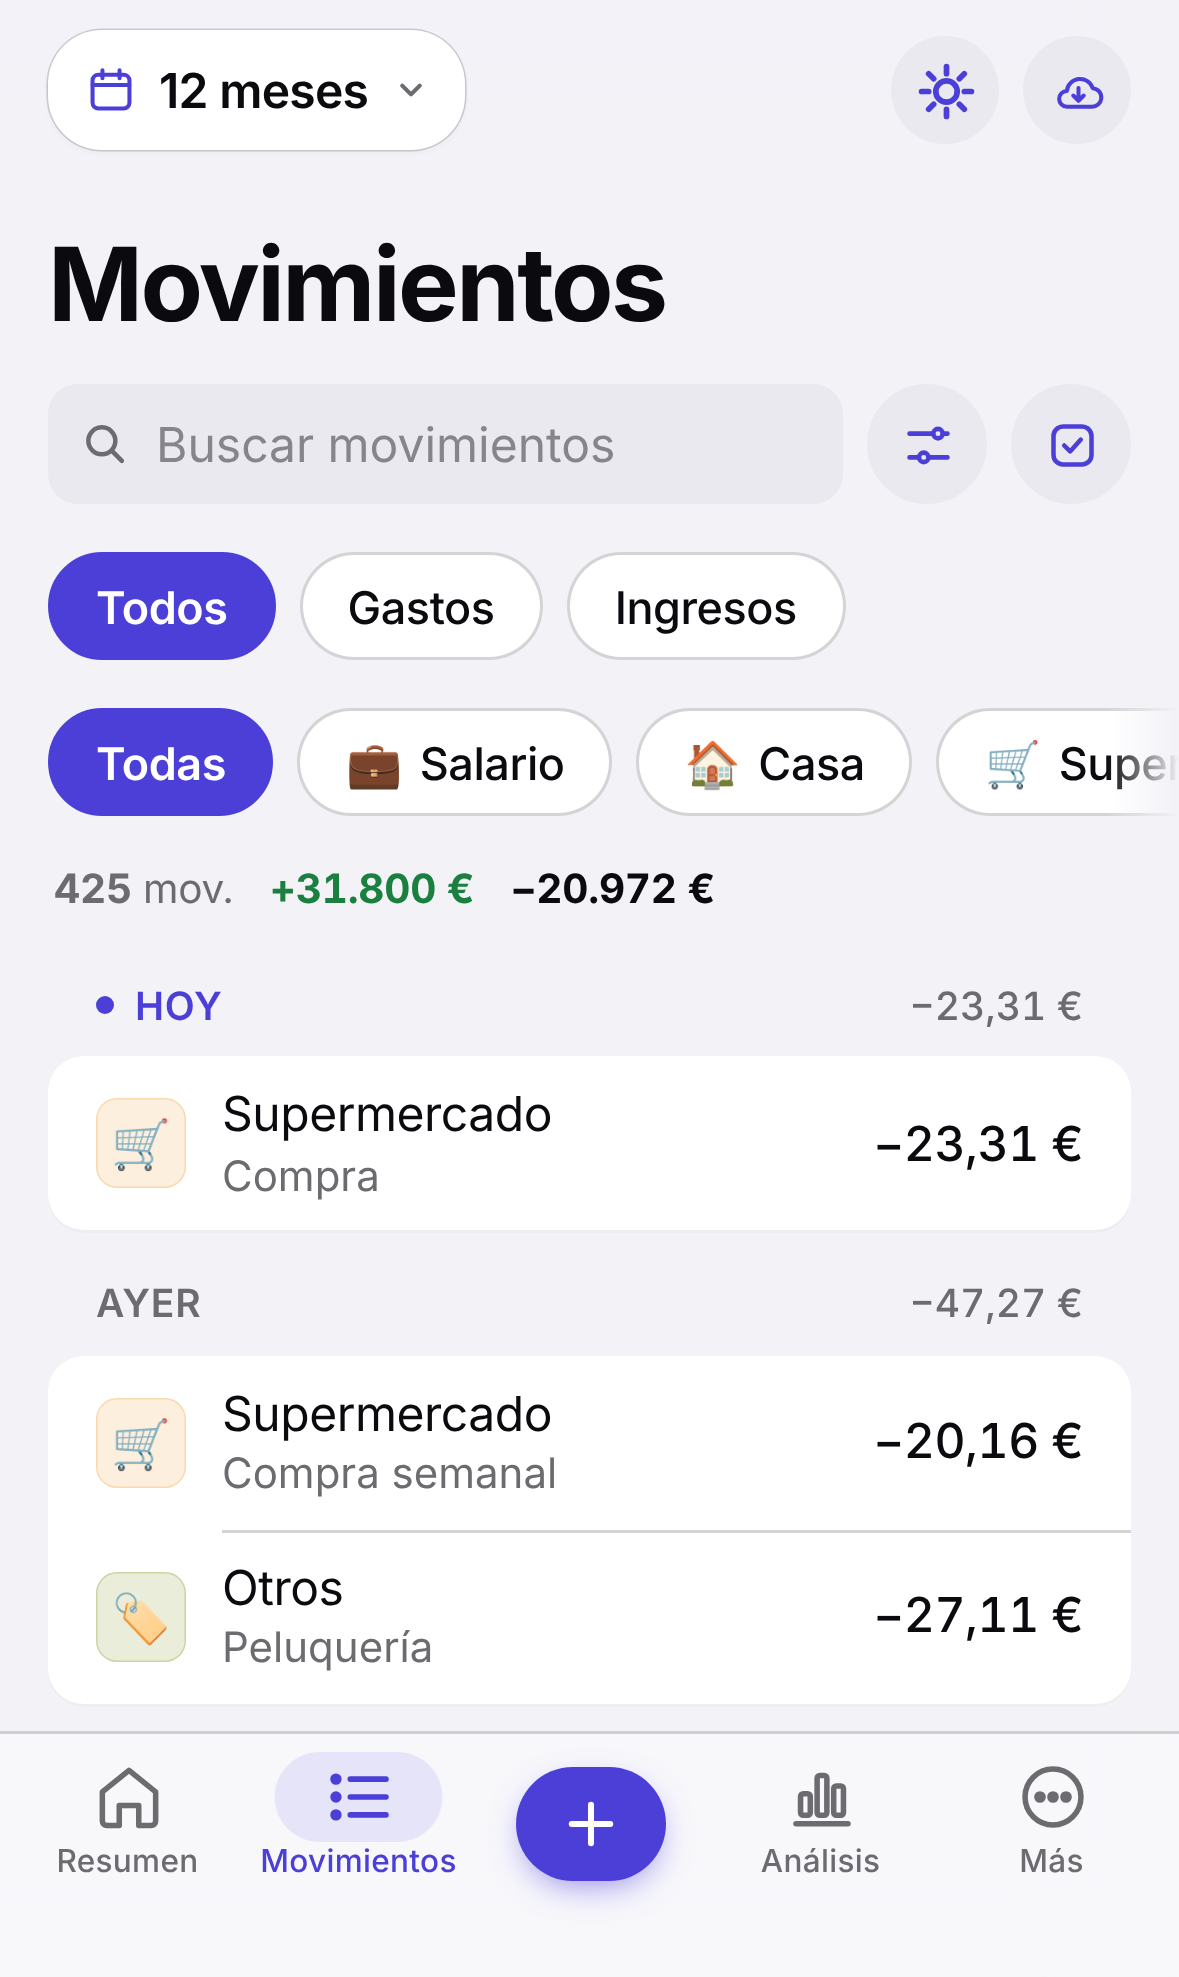 12 meses
Movimientos
Buscar movimientos
Todos Gastos Ingresos
Todas Salario Casa Super
425 mov. +31.800 € −20.972 €
HOY −23,31 €
Supermercado
Compra
−23,31 €
AYER −47,27 €
Supermercado
Compra semanal
−20,16 €
Otros
Peluquería
−27,11 €
Resumen Movimientos Análisis Más